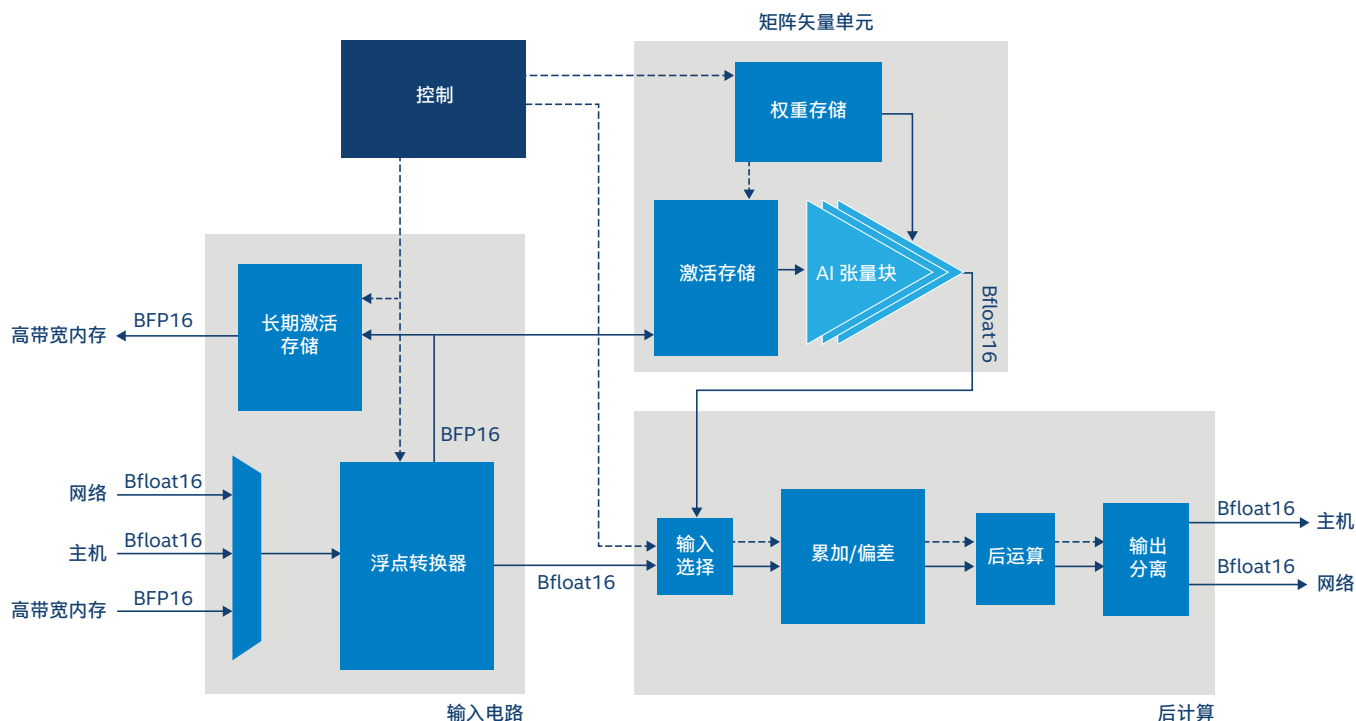 矩阵矢量单元
控制
权重存储
激活存储
AI 张量块
Bfloat16
长期激活
存储
BFP16
高带宽内存
BFP16
Bfloat16
网络
Bfloat16
主机
BFP16
高带宽内存
浮点转换器
Bfloat16
输入
选择
累加/偏差
后运算
输出
分离
Bfloat16
主机
Bfloat16
网络
输入电路
后计算